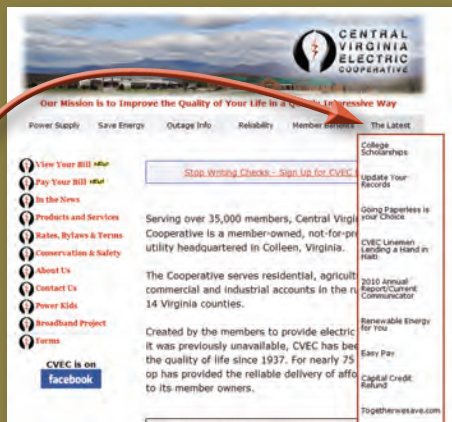 CENTRAL
VIRGINIA
ELECTRIC
COOPERATIVE
Our Mission is to Improve the Quality of Your Life in a Way
Power Supply Save Energy Outage Info Reliability Member Benefits The Latest
View Your Bill
Pay Your Bill
In the News
Products and Services
Rates, Bylaws & Terms
Conservation & Safety
About Us
Contact Us
Power Kids
Broadband Project
Forms
CVEC is on
facebook
Stop Writing Checks - Sign Up for CVEC
Serving over 35,000 members, Central Virgi
Cooperative is a member-owned, not-for-pr
utility headquartered in Colleen, Virginia.
The Cooperative serves residential, agricult
commercial and industrial accounts in the ru
14 Virginia counties.
Created by the members to provide electric
it was previously unavailable, CVEC has bee
the quality of life since 1937. For nearly 75
op has provided the reliable delivery of affo
to its member owners.
College
Scholarships
Update Your
Records
Going Paperless is
your Choice
CVEC Linemen
Lending a Hand in
Haiti
2010 Annual
Report/Current
Communicator
Renewable Energy
for You
Easy Pay
Capital Credit
Refund
Togetherwesave.com